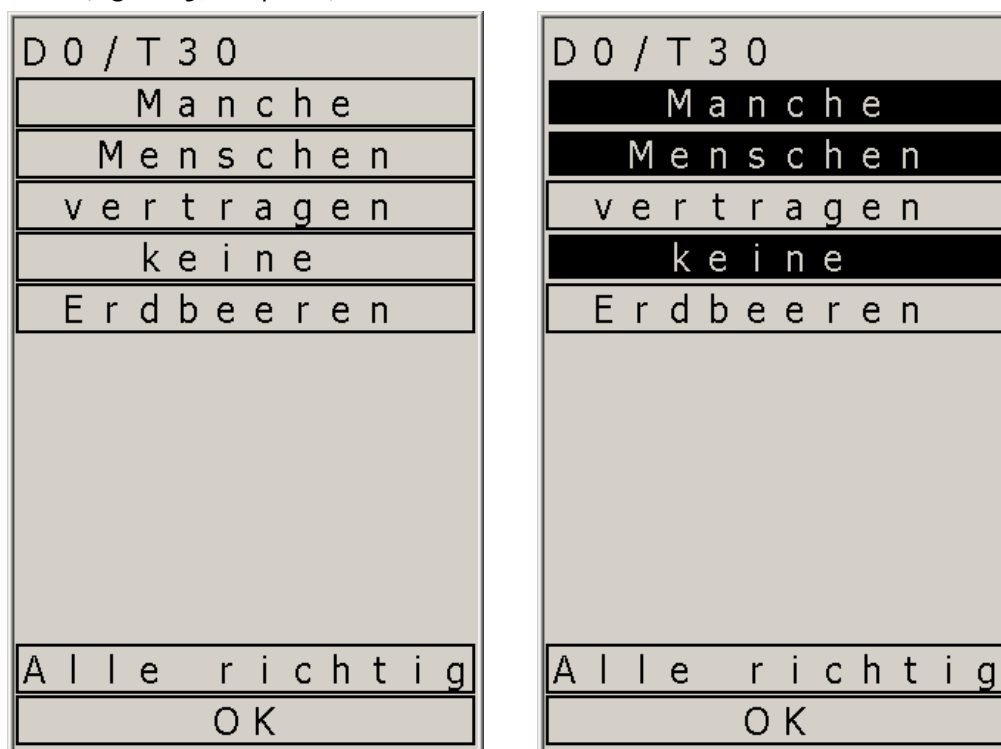 D0/T30
Manche
Menschen
vertragen
keine
Erdbeeren
Alle richtig
OK
D0/T30
Manche
Menschen
vertragen
keine
Erdbeeren
Alle richtig
OK